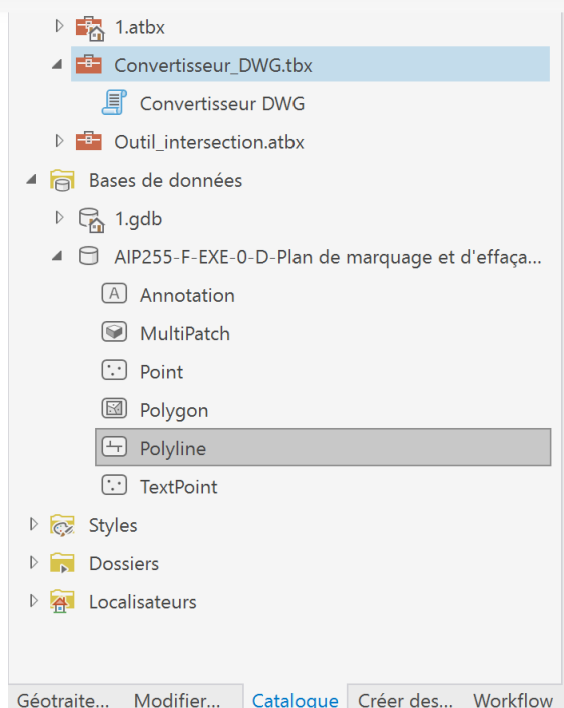 1.atbx
Convertisseur_DWG.tbx
Convertisseur DWG
Outil_intersection.atbx
Bases de données
1.gdb
AIP255-F-EXE-0-D-Plan de marquage et d'effaça...
A Annotation
MultiPatch
Point
Polygon
Polyline
TextPoint
Styles
Dossiers
Localisateurs
Géotraite... Modifier... Catalogue Créer des... Workflow